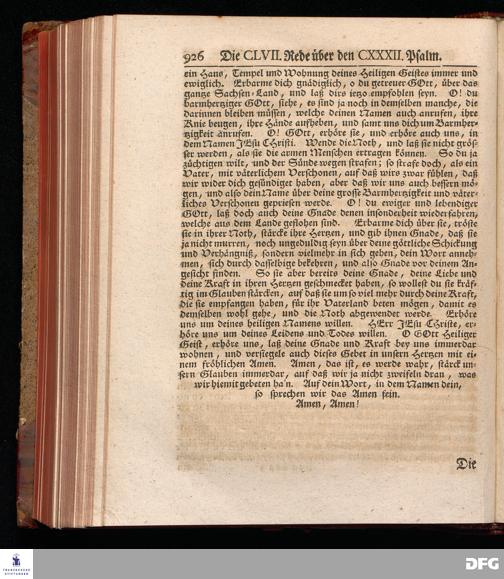 926 Die CLVII. Rede über den CXXXII. Psalm.
ein Haus, Tempel und Wohnung deines Heiligen Geistes immer und
ewiglich. Erbarme dich gnädiglich, o du getreuer GOtt, über das
gantze Sachsen-Land, und laß dirs ietzo empfohlen seyn. O! du
barmhertziger GOtt, siehe, es sind ja noch in demselben manche, die
darinnen bleiben müssen, welche deinen Namen auch anrufen, ihre
Knie beugen, ihre Hände aufheben, und samt uns dich um Barmher-
tzigkeit anrufen. O! GOtt, erhöre sie, und erhöre auch uns, in
dem Namen JEsu CHristi. Wende die Noth, und laß sie nicht grös-
ser werden, als sie die armen Menschen ertragen können. So du ja
züchtigen wilt, und der Sünde wegen strafen; so strafe doch, als ein
Vater, mit väterlichem Verschonen, auf daß wirs zwar fühlen, daß
wir wider dich gesündiget haben, aber daß wir uns auch bessern mö-
gen, und also dein Name über deine grosse Barmhertzigkeit und väter-
liches Verschonen gepriesen werde. O! du ewiger und lebendiger
GOtt, laß doch auch deine Gnade denen insonderheit wiederfahren,
welche aus dem Lande geflohen sind. Erbarme dich über sie, tröste
sie in ihrer Noth, stärcke ihre Hertzen, und gib ihnen Gnade, daß sie
ja nicht murren, noch ungeduldig seyn über deine göttliche Schickung
und Verhängniß, sondern vielmehr in sich gehen, dein Wort anneh-
men, sich durch dasselbige bekehren, und also Gnade vor deinem An-
gesicht finden. So sie aber bereits deine Gnade, deine Liebe und
deine Kraft in ihren Hertzen geschmecket haben, so wollest du sie kräf-
tig im Glauben stärcken, auf daß sie um so viel mehr durch deine Kraft,
die sie empfangen haben, für ihr Vaterland beten mögen, damit es
demselben wohl gehe, und die Noth abgewendet werde. Erhöre
uns um deines heiligen Namens willen. HErr JEsu CHriste, er-
höre uns um deines Leidens und Todes willen. O GOtt Heiliger
Geist, erhöre uns, laß deine Gnade und Kraft bey uns immerdar
wohnen, und versiegele auch dieses Gebet in unsern Hertzen mit ei-
nem fröhlichen Amen. Amen, das ist, es werde wahr, stärck un-
sern Glauben immerdar, auf daß wir ja nicht zweifeln dran, was
wir hiemit gebeten ha'n. Auf dein Wort, in dem Namen dein,
so sprechen wir das Amen fein.
Amen, Amen!
Die
FRANCKESCHE
STIFTUNGEN
DFG